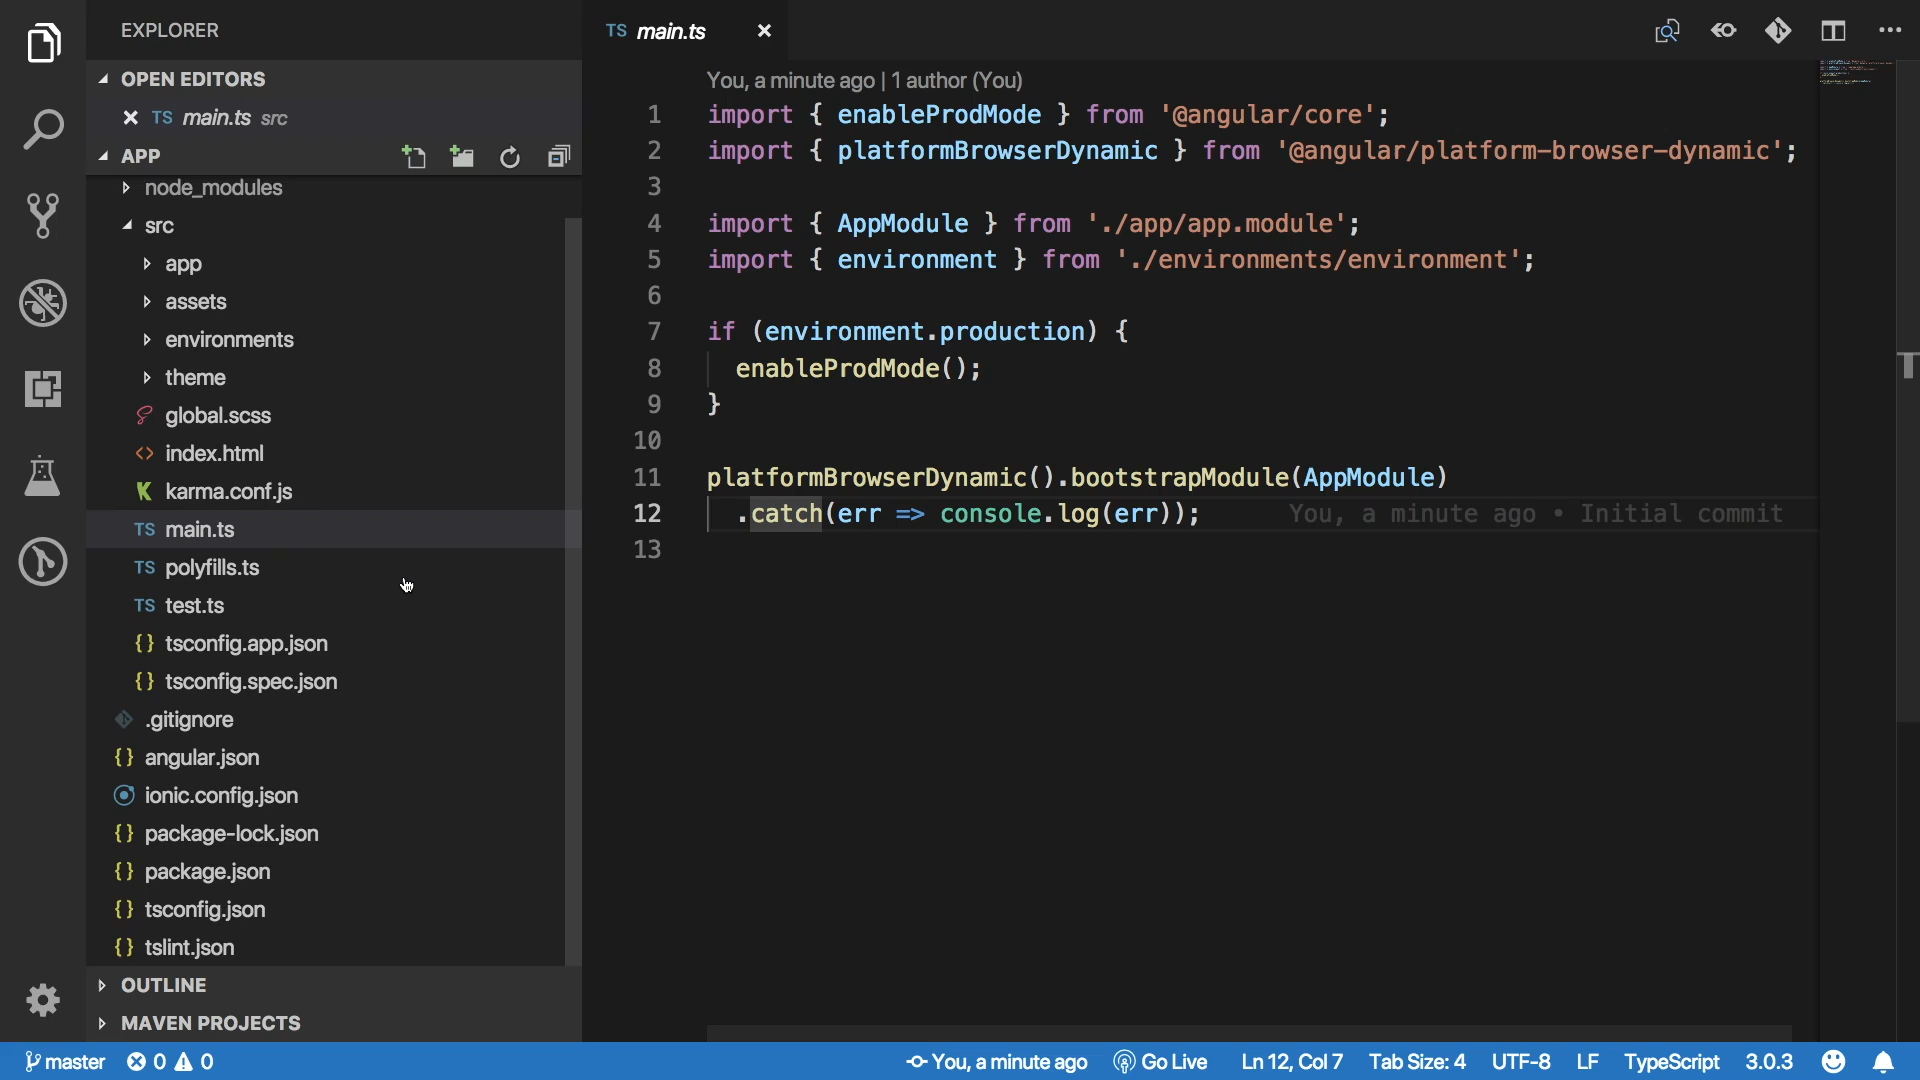 EXPLORER
OPEN EDITORS
TS main.ts src
APP
node_modules
src
app
assets
environments
theme
global.scss
<> index.html
karma.conf.js
TS main.ts
TS polyfills.ts
TS test.ts
{} tsconfig.app.json
{} tsconfig.spec.json
.gitignore
{} angular.json
ionic.config.json
{} package-lock.json
{} package.json
{} tsconfig.json
{} tslint.json
OUTLINE
MAVEN PROJECTS
TS main.ts
You, a minute ago | 1 author (You)
1 import { enableProdMode } from '@angular/core';
2 import { platformBrowserDynamic } from '@angular/platform-browser-dynamic';
3
4 import { AppModule } from './app/app.module';
5 import { environment } from './environments/environment';
6
7 if (environment.production) {
8 enableProdMode();
9 }
10
11 platformBrowserDynamic().bootstrapModule(AppModule)
12 .catch(err => console.log(err)); You, a minute ago • Initial commit
13
master 0 0 You, a minute ago Go Live Ln 12, Col 7 Tab Size: 4 UTF-8 LF TypeScript 3.0.3